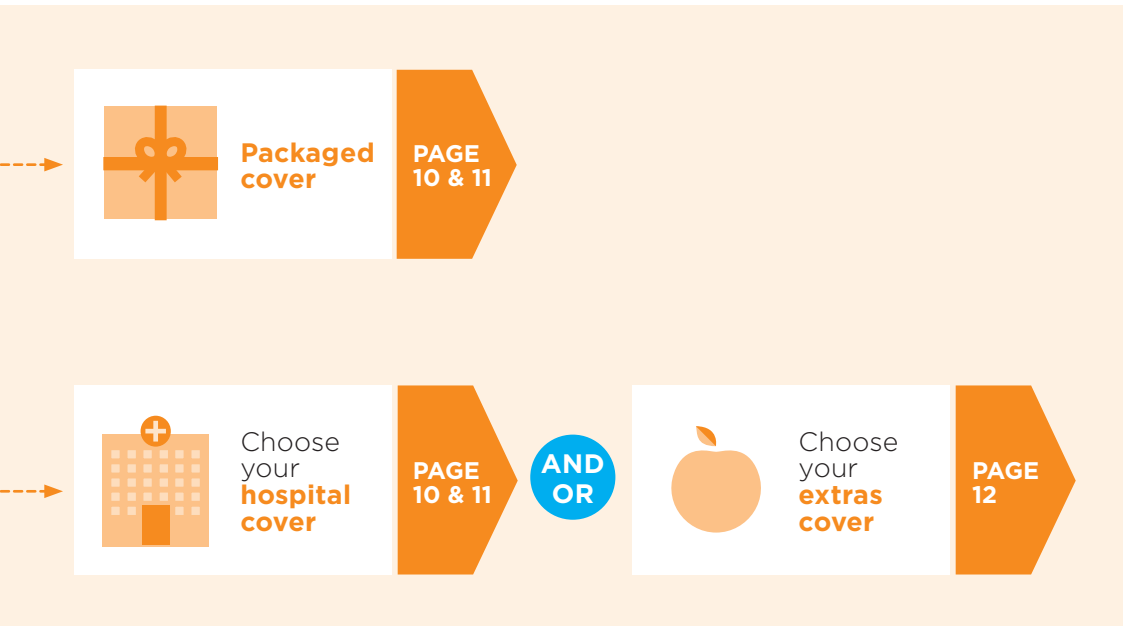 Packaged
cover
PAGE
10 & 11
Choose
your
hospital
cover
PAGE
10 & 11
AND
OR
Choose
your
extras
cover
PAGE
12